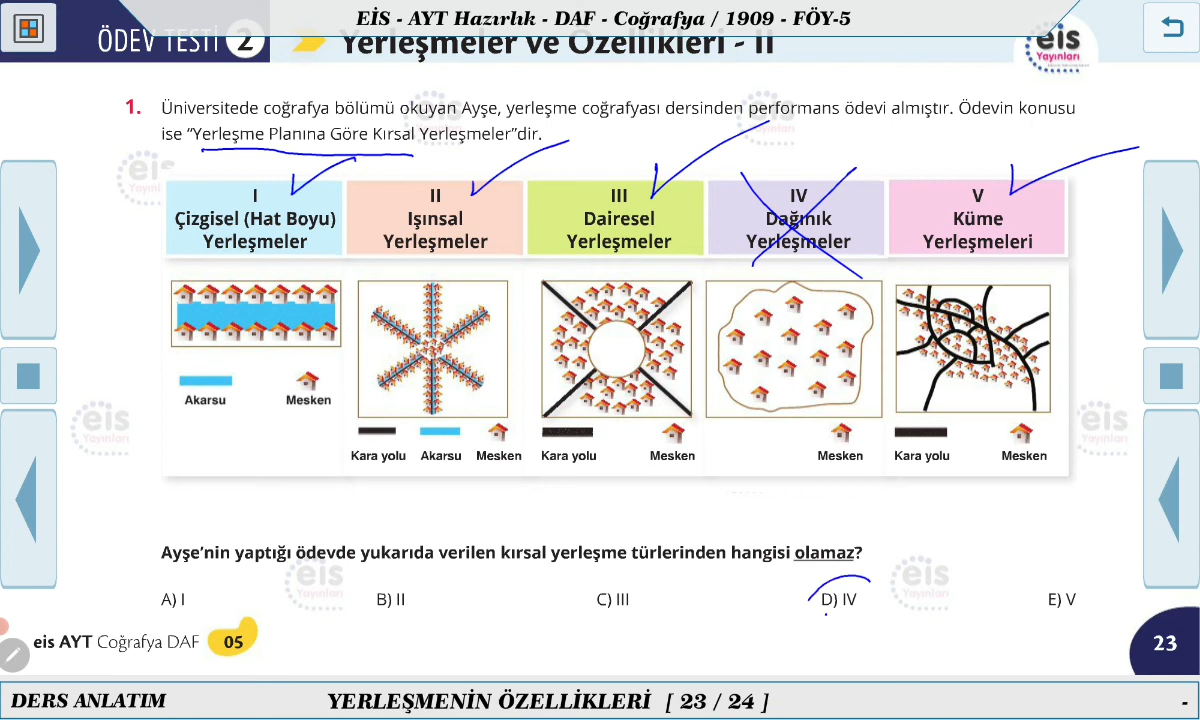 EİS - AYT Hazırlık - DAF - Coğrafya / 1909 - FÖY-5
ÖDEV TESTİ 2
Yerleşmeler ve Özellikleri - II
eis
Yayınları
1. Üniversitede coğrafya bölümü okuyan Ayşe, yerleşme coğrafyası dersinden performans ödevi almıştır. Ödevin konusu
ise “Yerleşme Planına Göre Kırsal Yerleşmeler”dir.
I
Çizgisel (Hat Boyu)
Yerleşmeler
II
Işınsal
Yerleşmeler
III
Dairesel
Yerleşmeler
IV
Dağınık
Yerleşmeler
V
Küme
Yerleşmeleri
Akarsu Mesken
Kara yolu Akarsu Mesken
Kara yolu Mesken
Mesken
Kara yolu Mesken
Ayşe’nin yaptığı ödevde yukarıda verilen kırsal yerleşme türlerinden hangisi olamaz?
A) I B) II C) III D) IV E) V
eis AYT Coğrafya DAF 05
23
DERS ANLATIM YERLEŞMENİN ÖZELLİKLERİ [ 23 / 24 ] -